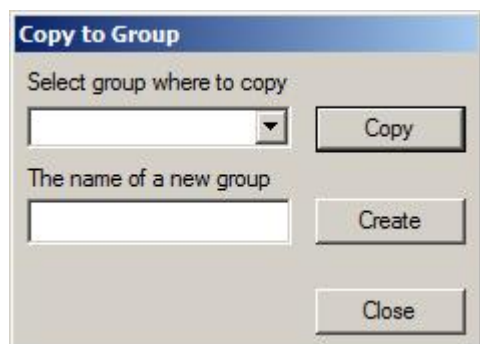 Copy to Group
Select group where to copy
Copy
The name of a new group
Create
Close